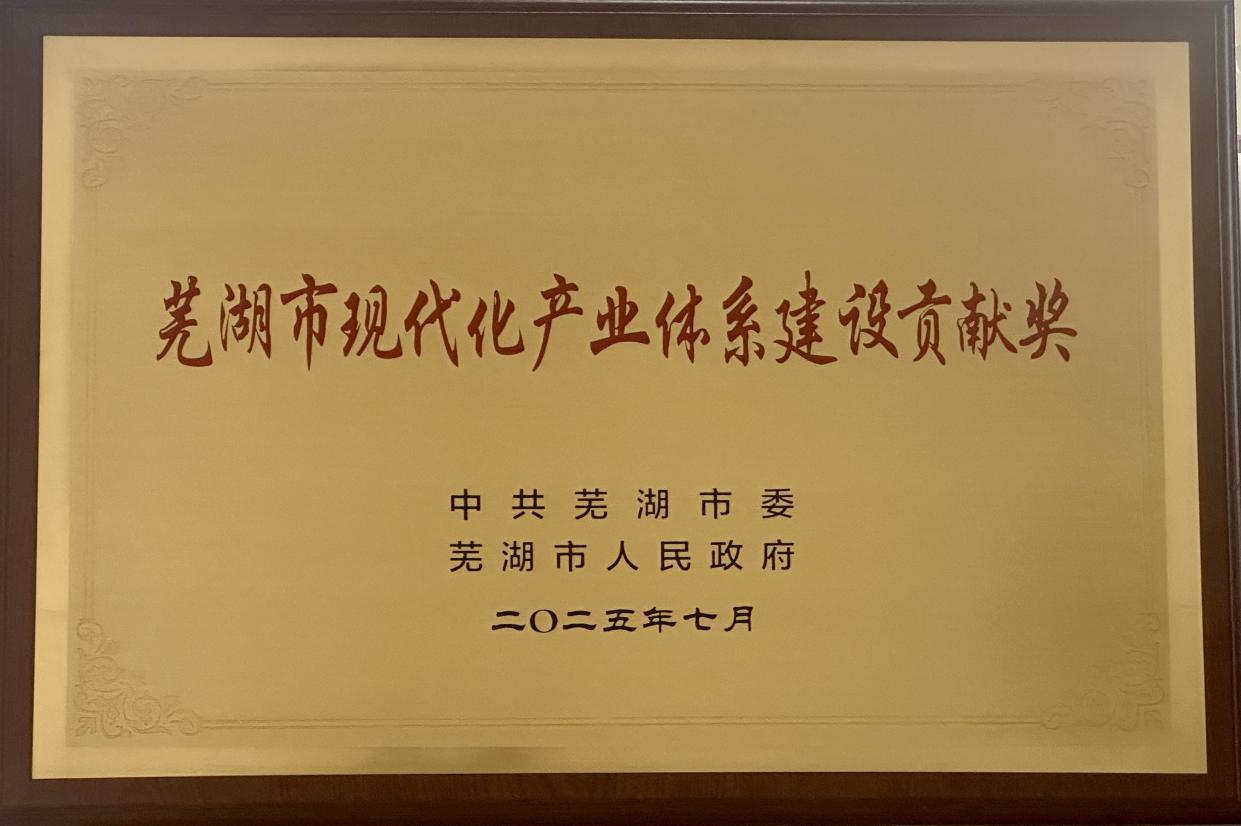 芜湖市现代化产业体系建设贡献奖
中共芜湖市委
芜湖市人民政府
二〇二五年七月